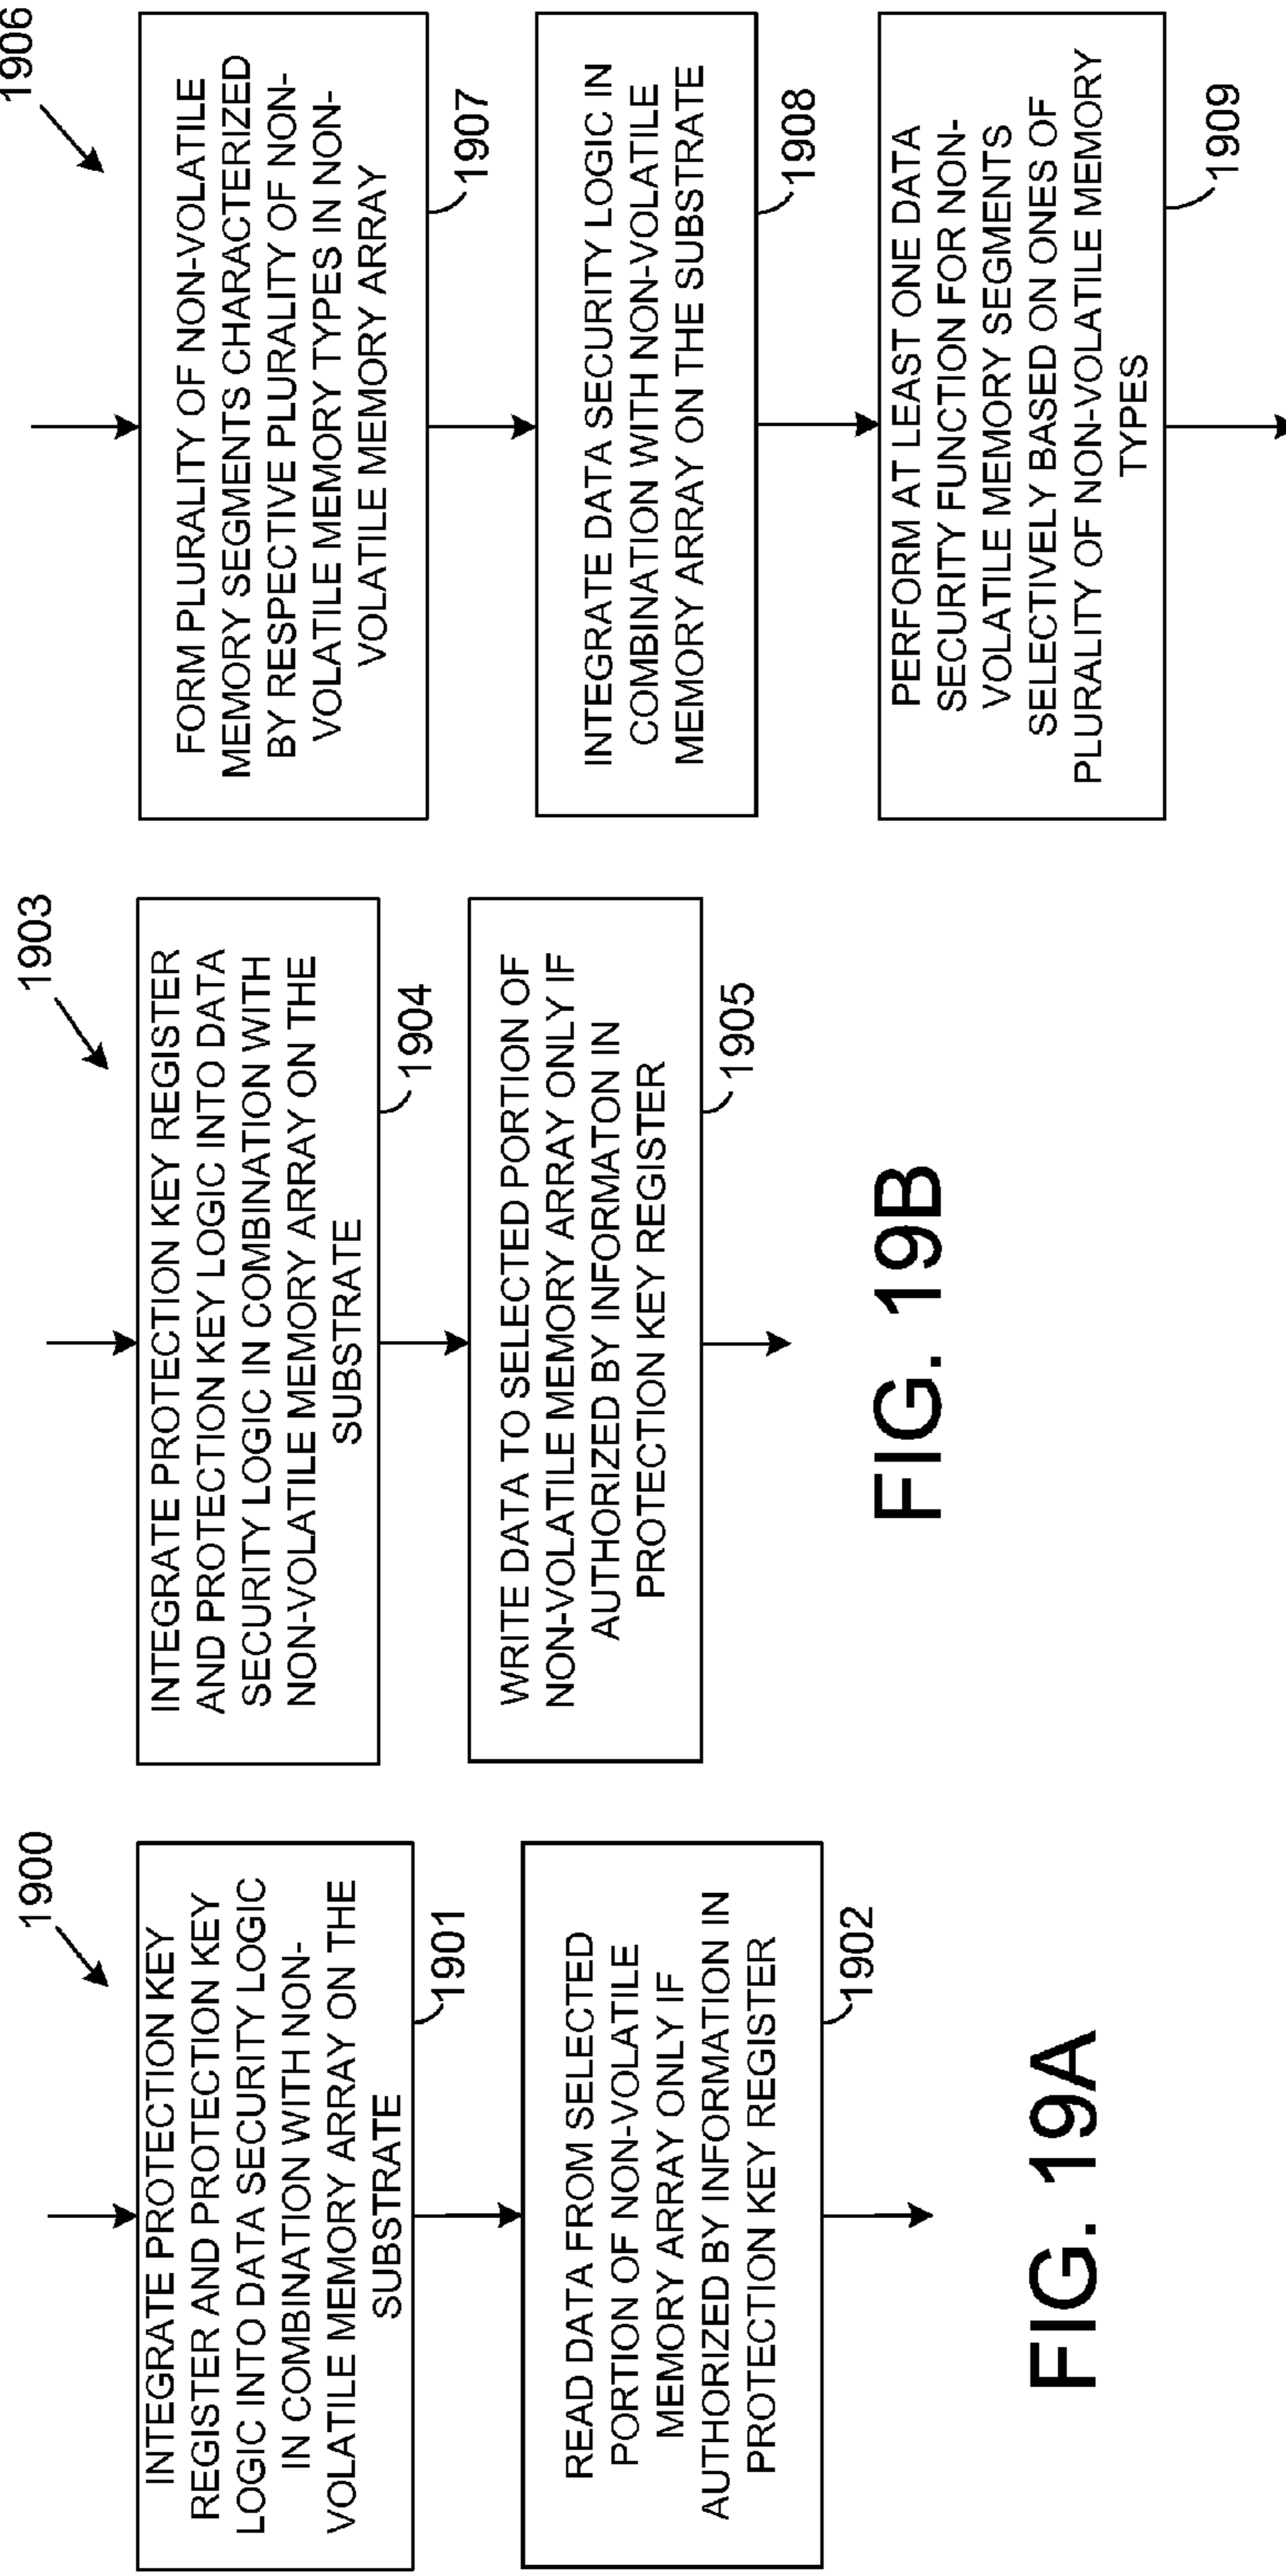 1900
INTEGRATE PROTECTION KEY
REGISTER AND PROTECTION KEY
LOGIC INTO DATA SECURITY LOGIC
IN COMBINATION WITH NON-
VOLATILE MEMORY ARRAY ON THE
SUBSTRATE
1901
READ DATA FROM SELECTED
PORTION OF NON-VOLATILE
MEMORY ARRAY ONLY IF
AUTHORIZED BY INFORMATION IN
PROTECTION KEY REGISTER
1902
FIG. 19A
1903
INTEGRATE PROTECTION KEY REGISTER
AND PROTECTION KEY LOGIC INTO DATA
SECURITY LOGIC IN COMBINATION WITH
NON-VOLATILE MEMORY ARRAY ON THE
SUBSTRATE
1904
WRITE DATA TO SELECTED PORTION OF
NON-VOLATILE MEMORY ARRAY ONLY IF
AUTHORIZED BY INFORMATON IN
PROTECTION KEY REGISTER
1905
FIG. 19B
1906
FORM PLURALITY OF NON-VOLATILE
MEMORY SEGMENTS CHARACTERIZED
BY RESPECTIVE PLURALITY OF NON-
VOLATILE MEMORY TYPES IN NON-
VOLATILE MEMORY ARRAY
1907
INTEGRATE DATA SECURITY LOGIC IN
COMBINATION WITH NON-VOLATILE
MEMORY ARRAY ON THE SUBSTRATE
1908
PERFORM AT LEAST ONE DATA
SECURITY FUNCTION FOR NON-
VOLATILE MEMORY SEGMENTS
SELECTIVELY BASED ON ONES OF
PLURALITY OF NON-VOLATILE MEMORY
TYPES
1909